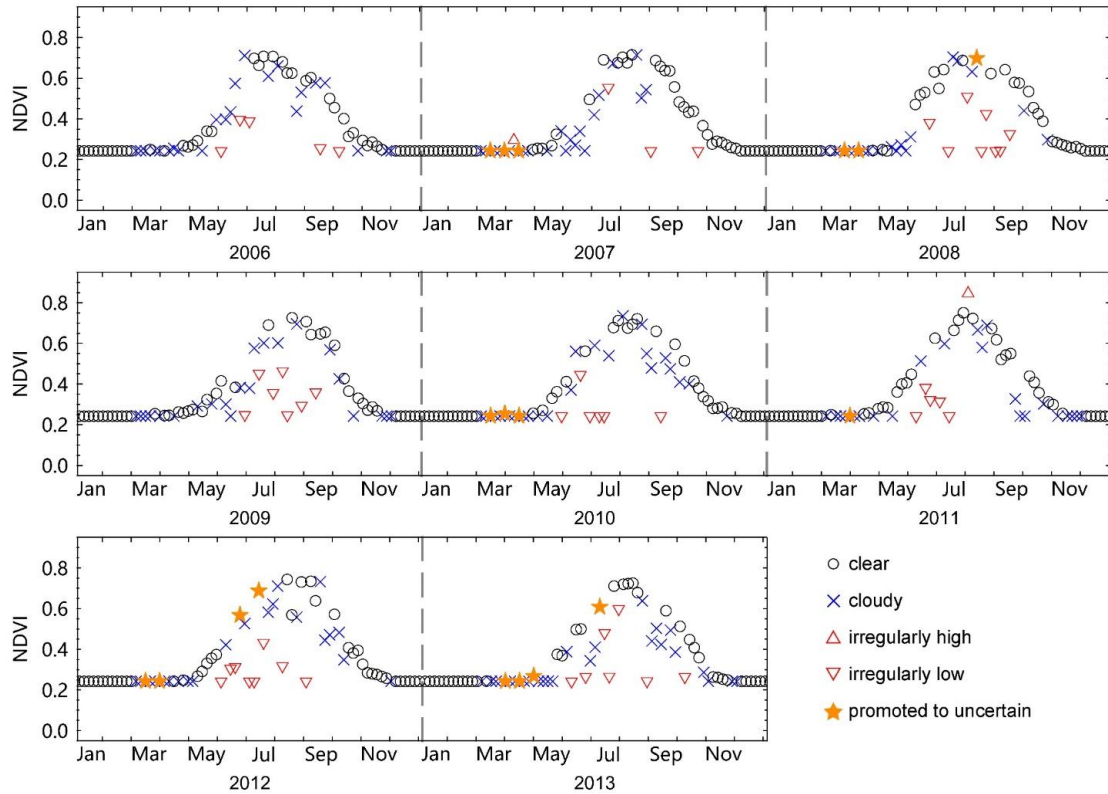 NDVI
0.8
0.6
0.4
0.2
0.0
Jan Mar May Jul Sep Nov Jan Mar May Jul Sep Nov Jan Mar May Jul Sep Nov
2006 2007 2008
NDVI
0.8
0.6
0.4
0.2
0.0
Jan Mar May Jul Sep Nov Jan Mar May Jul Sep Nov Jan Mar May Jul Sep Nov
2009 2010 2011
NDVI
0.8
0.6
0.4
0.2
0.0
Jan Mar May Jul Sep Nov Jan Mar May Jul Sep Nov
2012 2013
clear
cloudy
irregularly high
irregularly low
promoted to uncertain